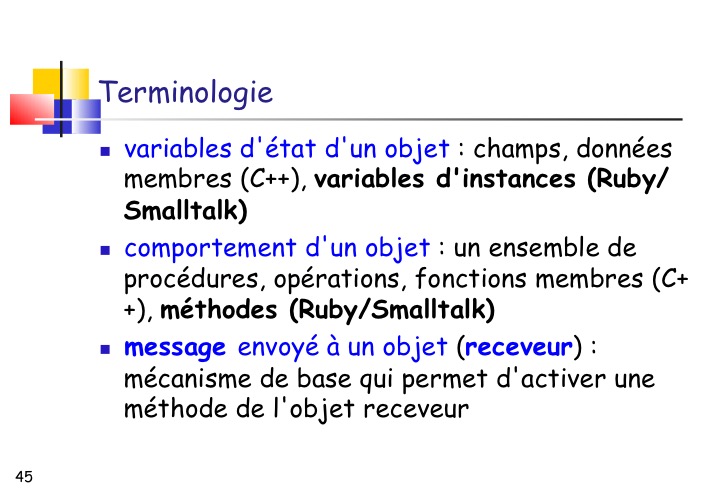 Terminologie
variables d'état d'un objet : champs, données
membres (C++), variables d'instances (Ruby/
Smalltalk)
comportement d'un objet : un ensemble de
procédures, opérations, fonctions membres (C+
+), méthodes (Ruby/Smalltalk)
message envoyé à un objet (receveur) :
mécanisme de base qui permet d'activer une
méthode de l'objet receveur
45